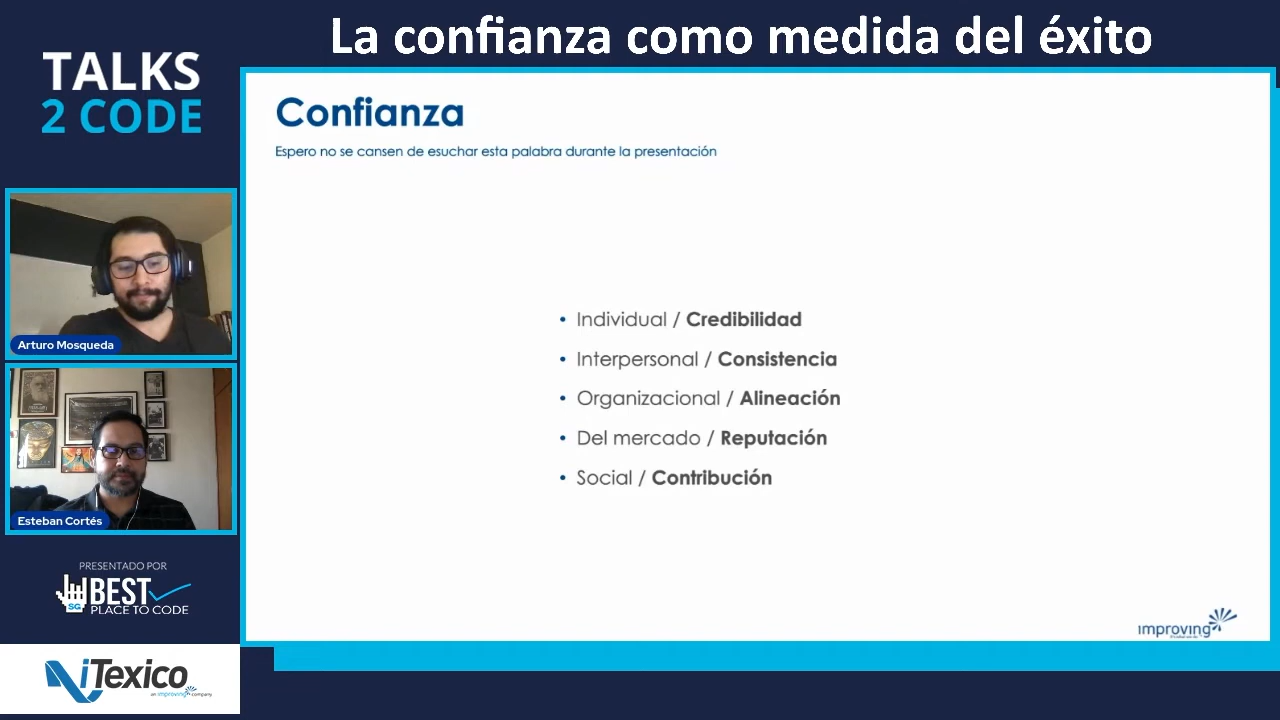 La confianza como medida del éxito
TALKS
2 CODE
Confianza
Espero no se cansen de esuchar esta palabra durante la presentación
• Individual / Credibilidad
• Interpersonal / Consistencia
• Organizacional / Alineación
• Del mercado / Reputación
• Social / Contribución
Arturo Mosqueda
Esteban Cortés
PRESENTADO POR
SG
BEST
PLACE TO CODE
improving
iTexico
an improving company